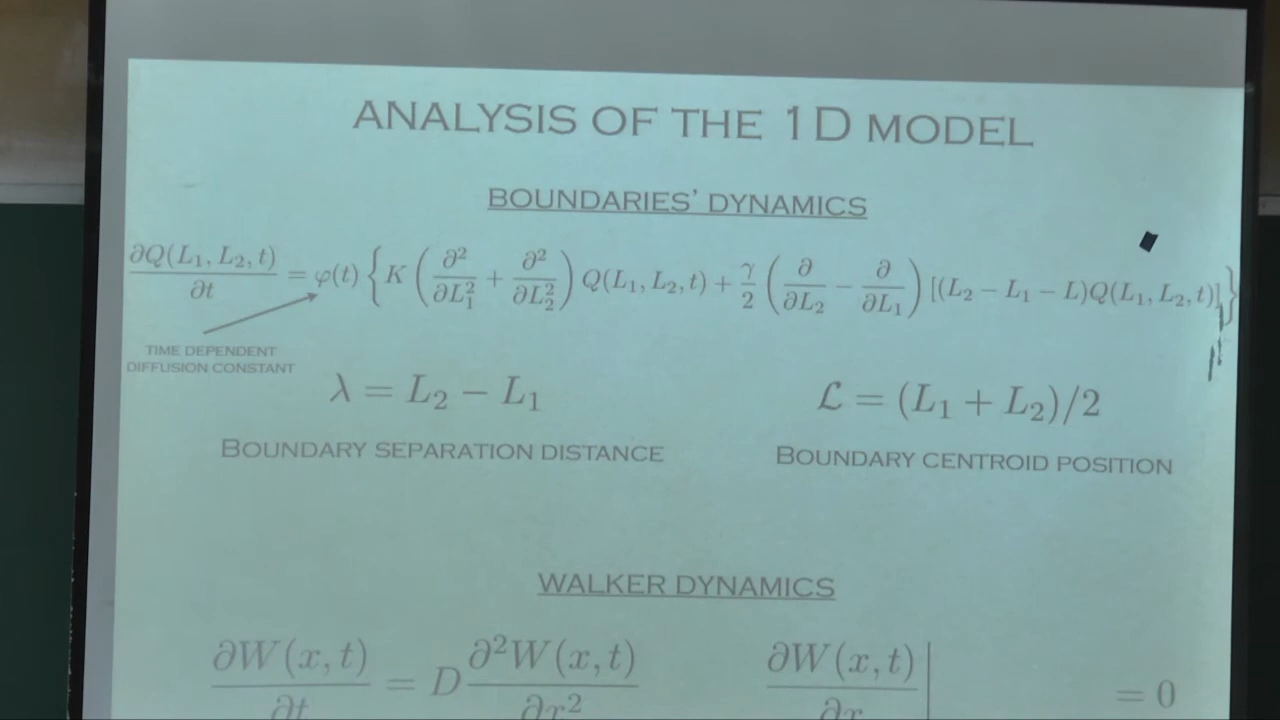 ANALYSIS OF THE 1D MODEL
BOUNDARIES' DYNAMICS
∂Q(L₁, L₂, t)/∂t = φ(t) { K ( ∂²/∂L₁² + ∂²/∂L₂² ) Q(L₁, L₂, t) + γ/2 ( ∂/∂L₂ − ∂/∂L₁ ) [(L₂ − L₁ − L)Q(L₁, L₂, t)] }
TIME DEPENDENT
DIFFUSION CONSTANT
λ = L₂ − L₁
ℒ = (L₁ + L₂)/2
BOUNDARY SEPARATION DISTANCE
BOUNDARY CENTROID POSITION
WALKER DYNAMICS
∂W(x, t)/∂t = D ∂²W(x, t)/∂x²
∂W(x, t)/∂x | = 0